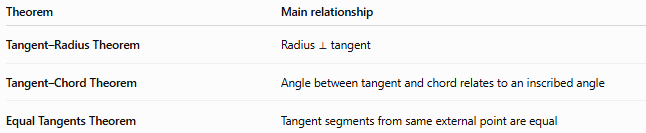 Theorem Main relationship
Tangent–Radius Theorem Radius ⊥ tangent
Tangent–Chord Theorem Angle between tangent and chord relates to an inscribed angle
Equal Tangents Theorem Tangent segments from same external point are equal